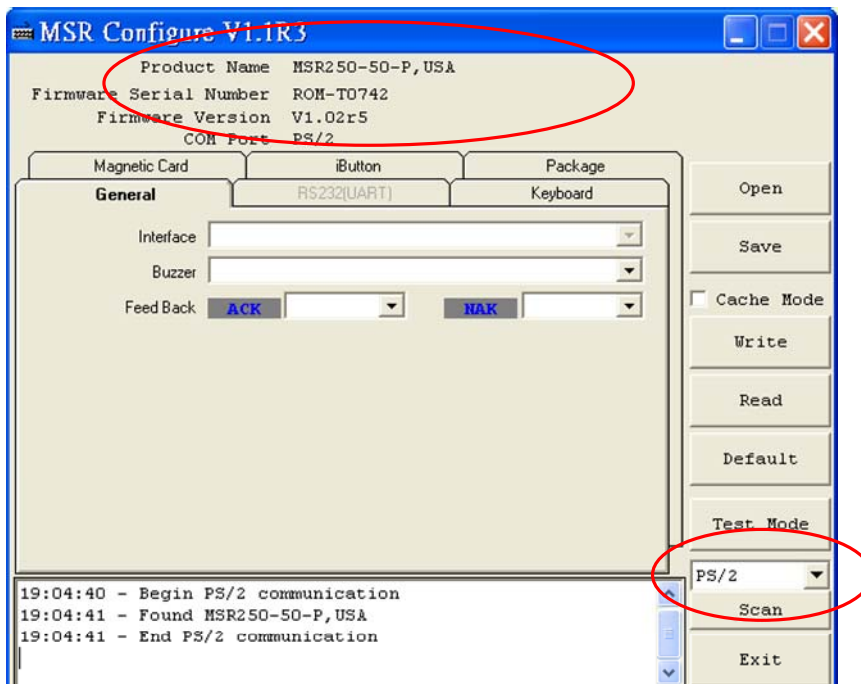 MSR Configure V1.1R3
Product Name MSR250-50-P,USA
Firmware Serial Number ROM-T0742
Firmware Version V1.02r5
COM Port PS/2
Magnetic Card iButton Package
General RS232(UART) Keyboard
Interface
Buzzer
Feed Back ACK NAK
Open
Save
Cache Mode
Write
Read
Default
Test Mode
PS/2
Scan
Exit
19:04:40 - Begin PS/2 communication
19:04:41 - Found MSR250-50-P,USA
19:04:41 - End PS/2 communication